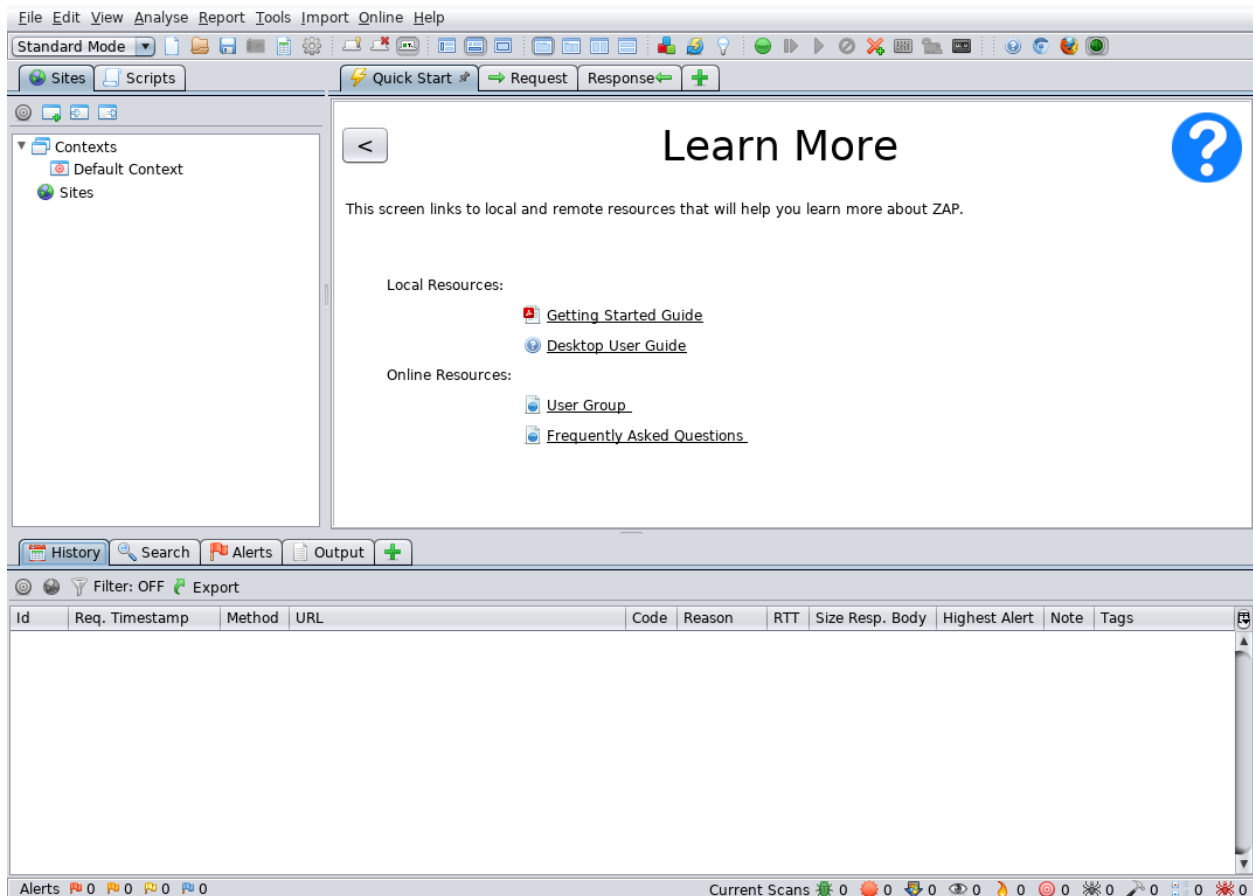 File Edit View Analyse Report Tools Import Online Help
Standard Mode
Sites Scripts
Quick Start Request Response
Contexts
Default Context
Sites
<
Learn More
This screen links to local and remote resources that will help you learn more about ZAP.
Local Resources:
Getting Started Guide
Desktop User Guide
Online Resources:
User Group
Frequently Asked Questions
History Search Alerts Output
Filter: OFF Export
Id Req. Timestamp Method URL Code Reason RTT Size Resp. Body Highest Alert Note Tags
Alerts 0 0 0 0 Current Scans 0 0 0 0 0 0 0 0 0 0